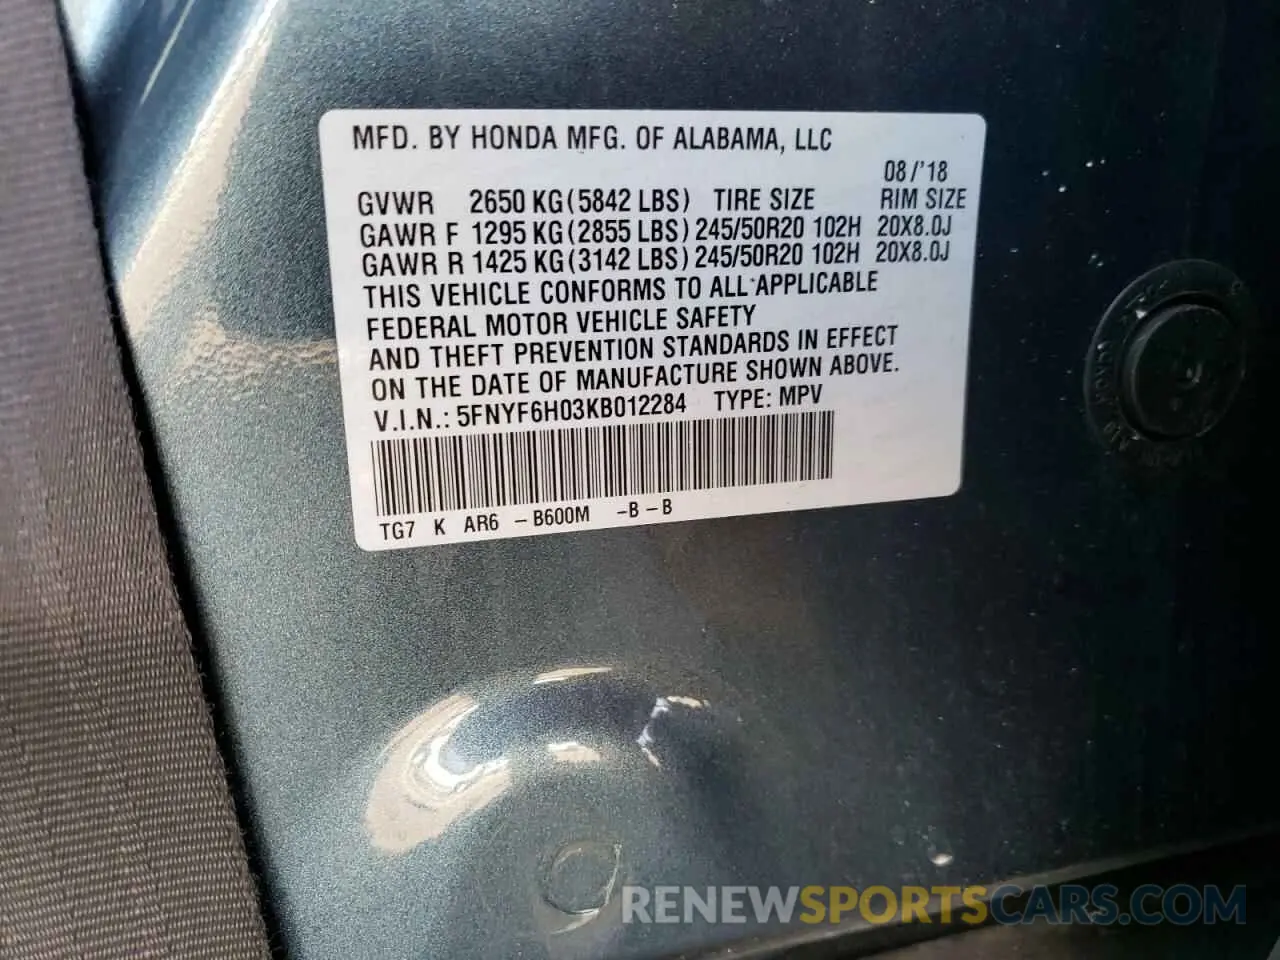 MFD. BY HONDA MFG. OF ALABAMA, LLC
08/'18
GVWR 2650 KG(5842 LBS) TIRE SIZE RIM SIZE
GAWR F 1295 KG(2855 LBS) 245/50R20 102H 20X8.0J
GAWR R 1425 KG(3142 LBS) 245/50R20 102H 20X8.0J
THIS VEHICLE CONFORMS TO ALL APPLICABLE
FEDERAL MOTOR VEHICLE SAFETY
AND THEFT PREVENTION STANDARDS IN EFFECT
ON THE DATE OF MANUFACTURE SHOWN ABOVE.
V.I.N.: 5FNYF6H03KB012284 TYPE: MPV
TG7 K AR6 -B600M -B-B
RENEWSPORTSCARS.COM